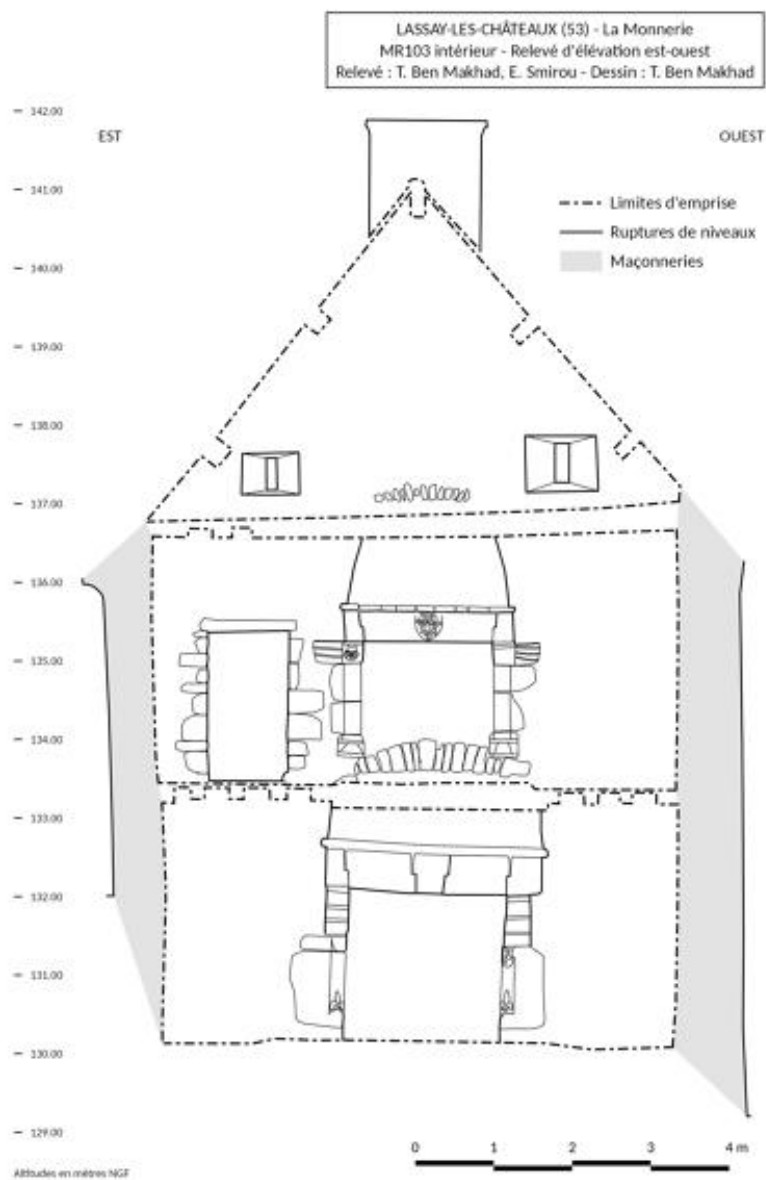 LASSAY-LES-CHÂTEAUX (53) - La Monnerie
MR103 intérieur - Relevé d'élévation est-ouest
Relevé : T. Ben Makhad, E. Smirou - Dessin : T. Ben Makhad
142.00
EST
OUEST
141.00
Limites d'emprise
Ruptures de niveaux
Maçonneries
140.00
139.00
138.00
137.00
136.00
135.00
134.00
133.00
132.00
131.00
130.00
129.00
0 1 2 3 4 m
Altitudes en mètres NGF